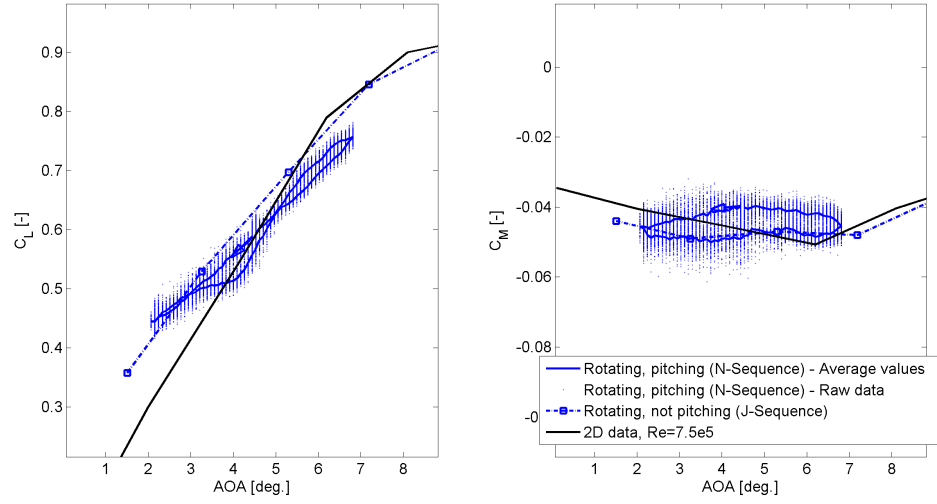 0.9
0.8
0.7
0.6
0.5
0.4
0.3
C_L [-]
1 2 3 4 5 6 7 8
AOA [deg.]
0
-0.02
-0.04
-0.06
-0.08
-0
C_M [-]
Rotating, pitching (N-Sequence) - Average values
Rotating, pitching (N-Sequence) - Raw data
Rotating, not pitching (J-Sequence)
2D data, Re=7.5e5
1 2 3 4 5 6 7 8
AOA [deg.]